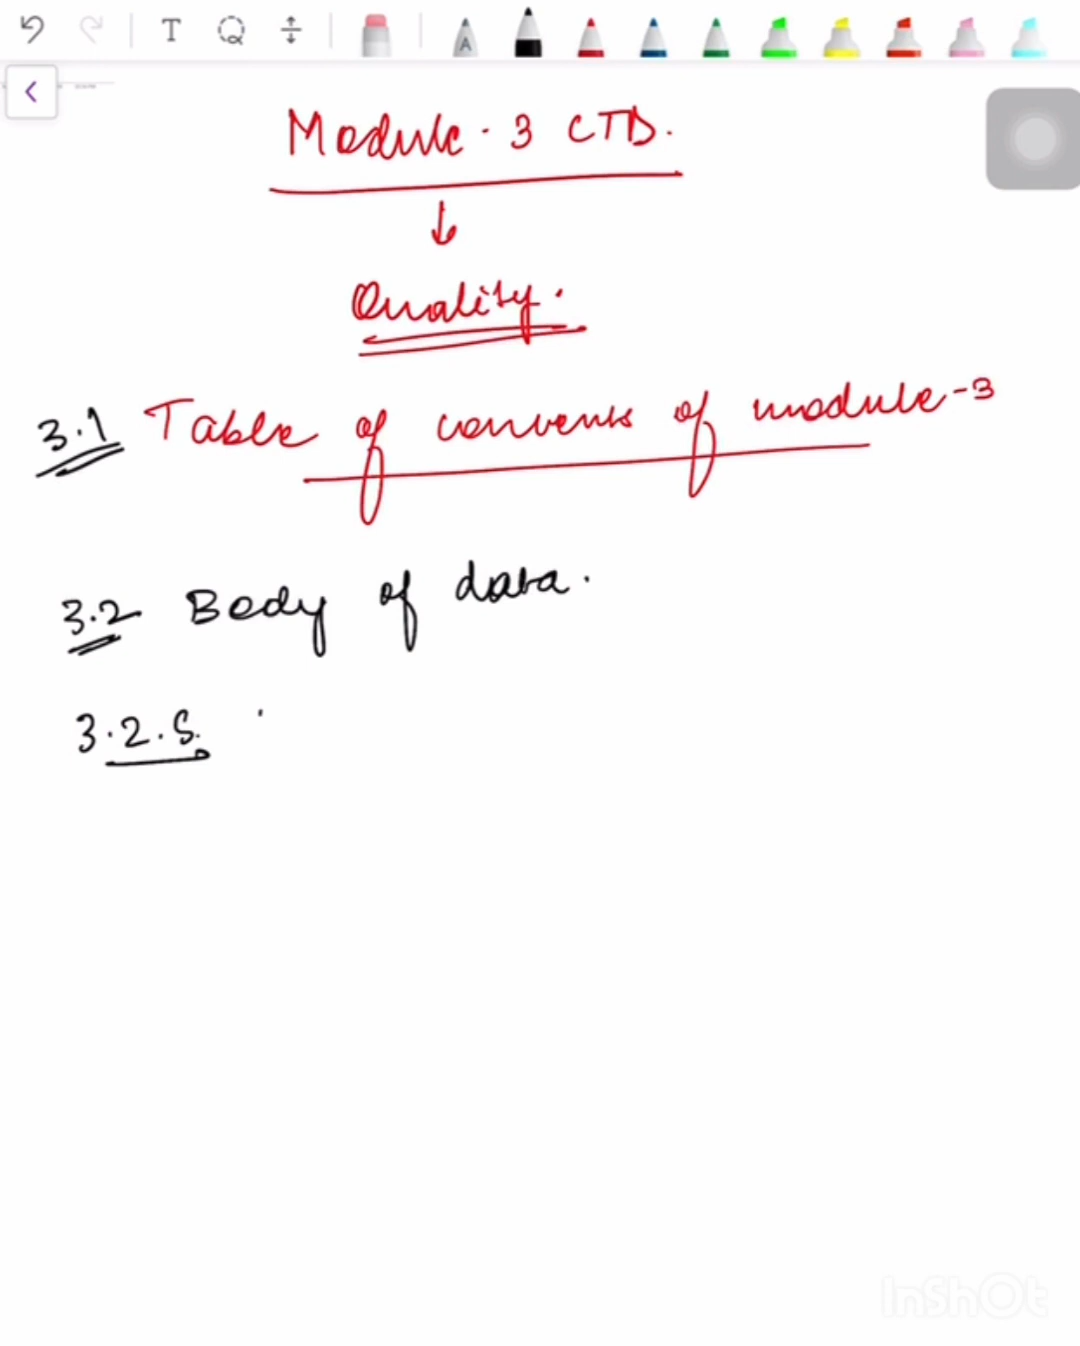 T
A
Module-3 CTD.
↓
Quality.
3.1 Table of contents of module-3
3.2 Body of data.
3.2.S.
InShOt